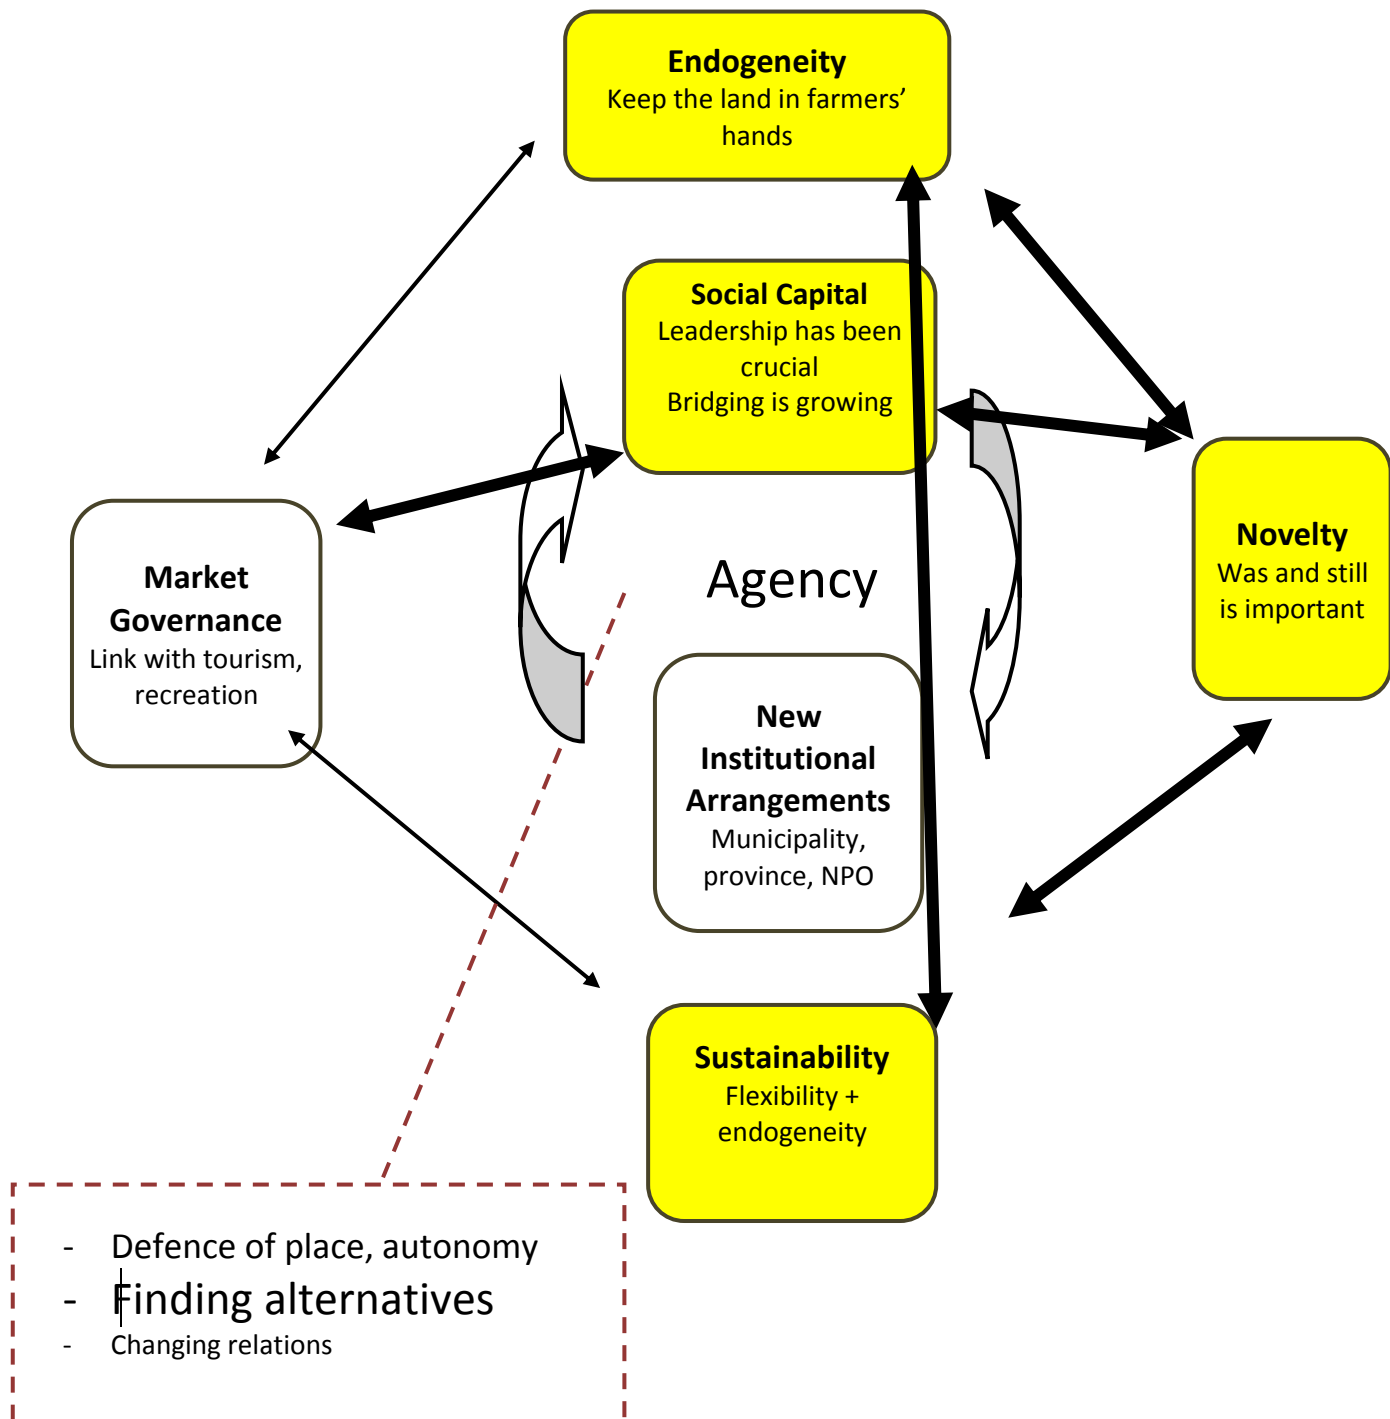 Endogeneity
Keep the land in farmers’
hands
Social Capital
Leadership has been
crucial
Bridging is growing
Market
Governance
Link with tourism,
recreation
Agency
Novelty
Was and still
is important
New
Institutional
Arrangements
Municipality,
province, NPO
Sustainability
Flexibility +
endogeneity
- Defence of place, autonomy
- Finding alternatives
- Changing relations